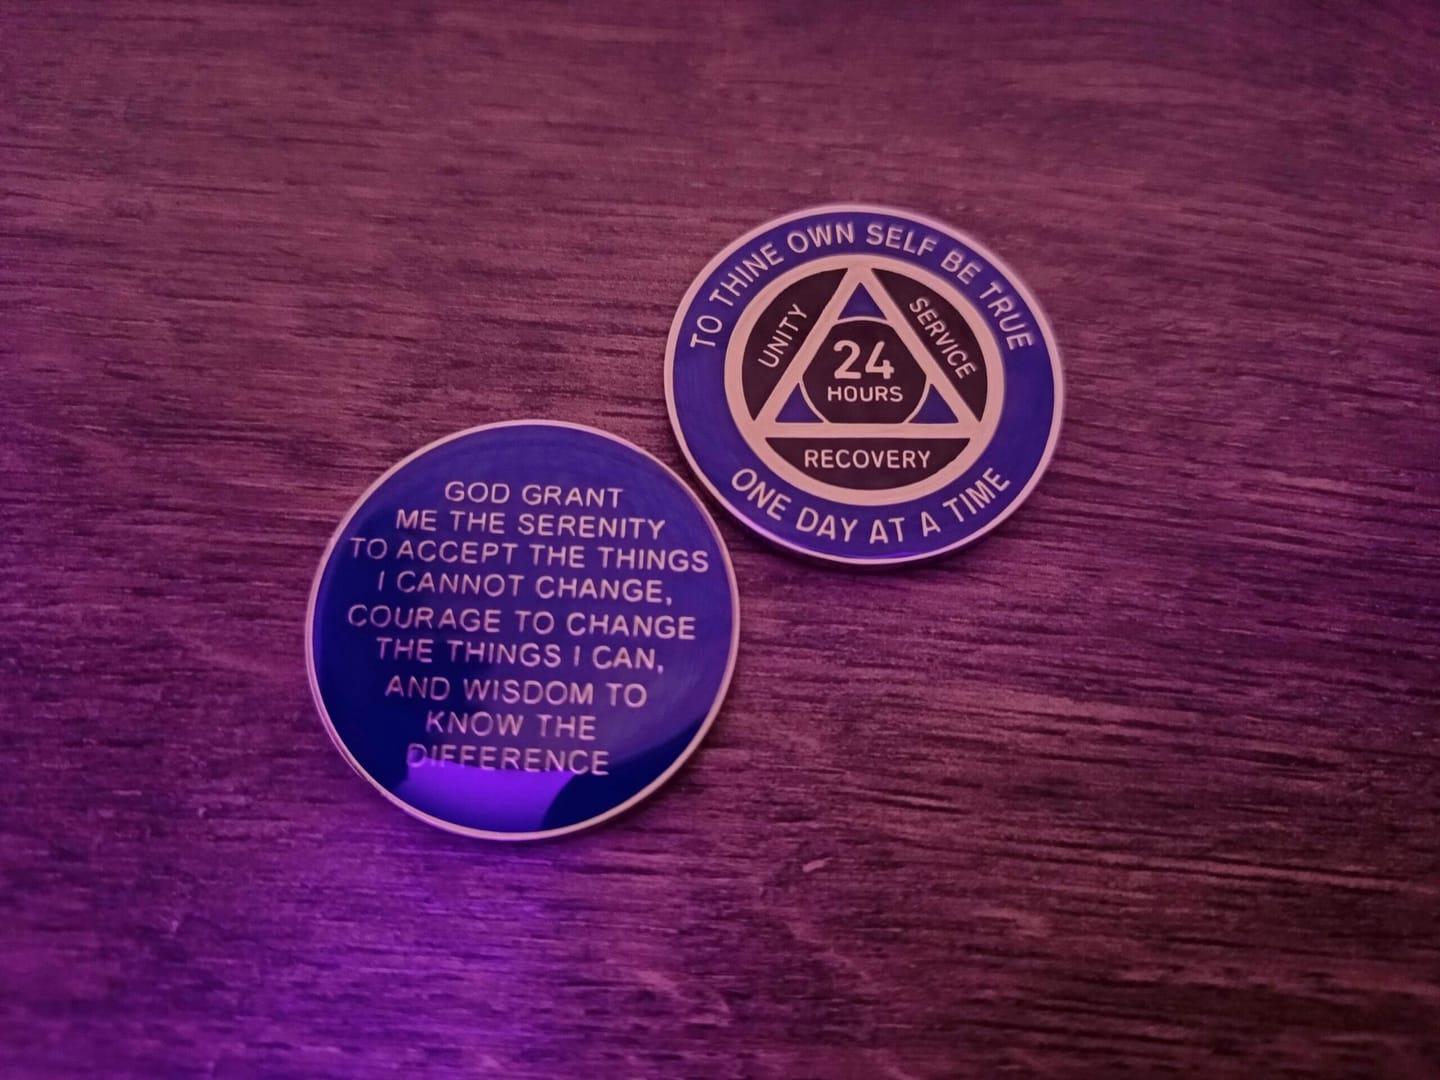 TO THINE OWN SELF BE TRUE
UNITY
SERVICE
24
HOURS
RECOVERY
ONE DAY AT A TIME
GOD GRANT
ME THE SERENITY
TO ACCEPT THE THINGS
I CANNOT CHANGE,
COURAGE TO CHANGE
THE THINGS I CAN,
AND WISDOM TO
KNOW THE
DIFFERENCE